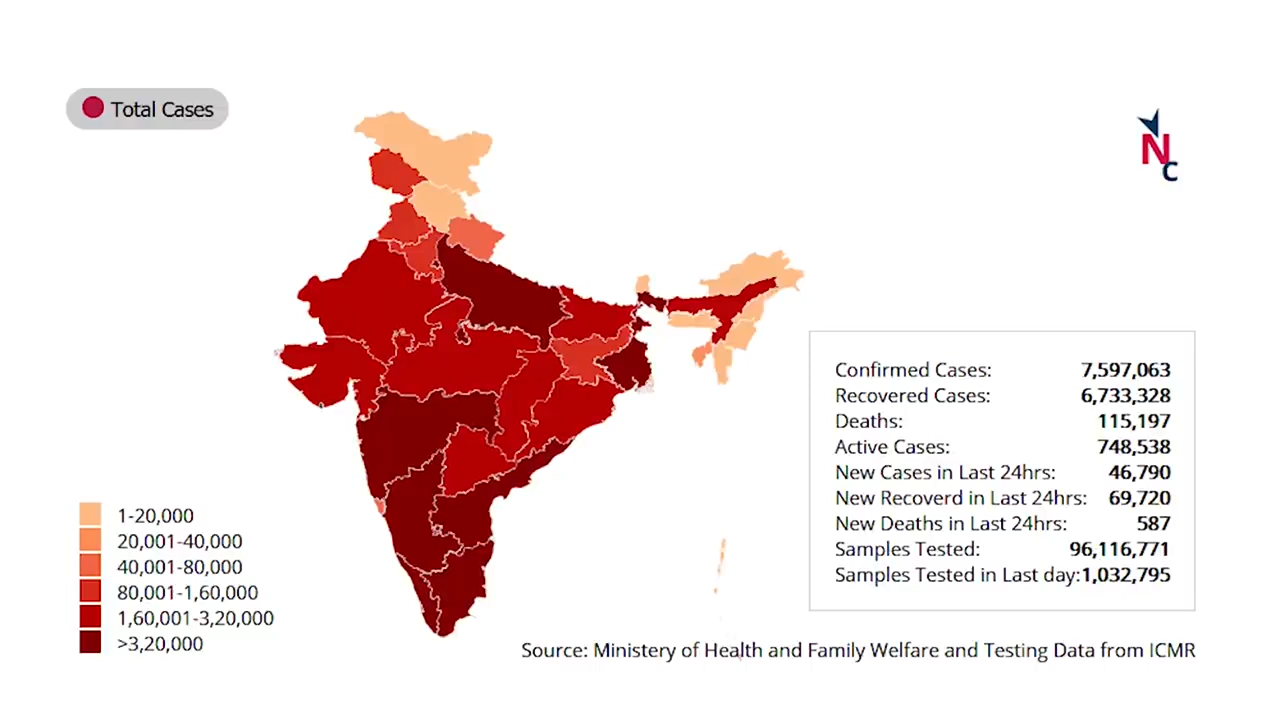 Total Cases
N
C
Confirmed Cases: 7,597,063
Recovered Cases: 6,733,328
Deaths: 115,197
Active Cases: 748,538
New Cases in Last 24hrs: 46,790
New Recoverd in Last 24hrs: 69,720
New Deaths in Last 24hrs: 587
Samples Tested: 96,116,771
Samples Tested in Last day:1,032,795
1-20,000
20,001-40,000
40,001-80,000
80,001-1,60,000
1,60,001-3,20,000
>3,20,000
Source: Ministery of Health and Family Welfare and Testing Data from ICMR